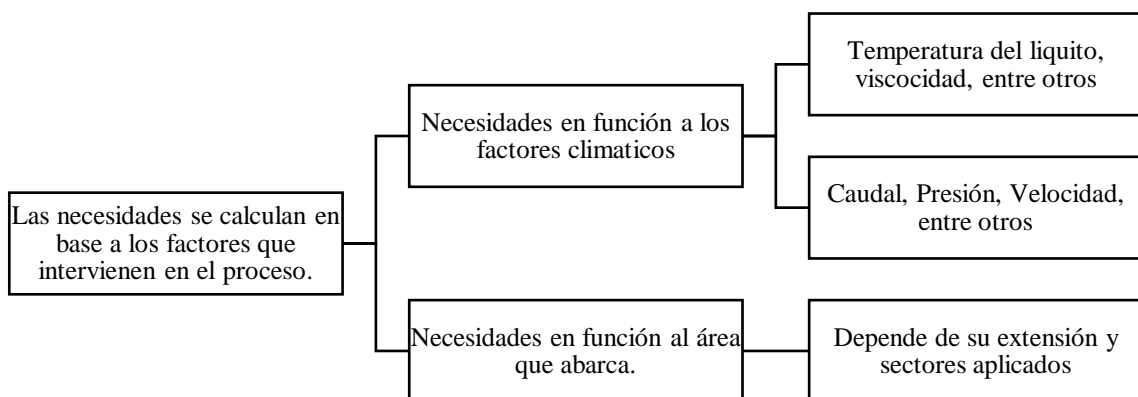 Las necesidades se calculan en
base a los factores que
intervienen en el proceso.
Necesidades en función a los
factores climaticos
Temperatura del liquito,
viscocidad, entre otros
Caudal, Presión, Velocidad,
entre otros
Necesidades en función al área
que abarca.
Depende de su extensión y
sectores aplicados